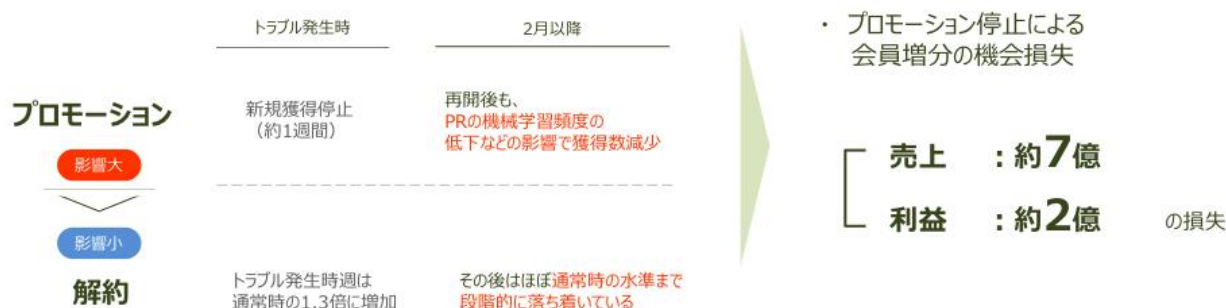 トラブル発生時
2月以降
プロモーション
影響大
新規獲得停止
（約1週間）
再開後も、
PRの機械学習頻度の
低下などの影響で獲得数減少
影響小
解約
トラブル発生時週は
通常時の1.3倍に増加
その後はほぼ通常時の水準まで
段階的に落ち着いている
・ プロモーション停止による
会員増分の機会損失
売上 ：約7億
利益 ：約2億 の損失